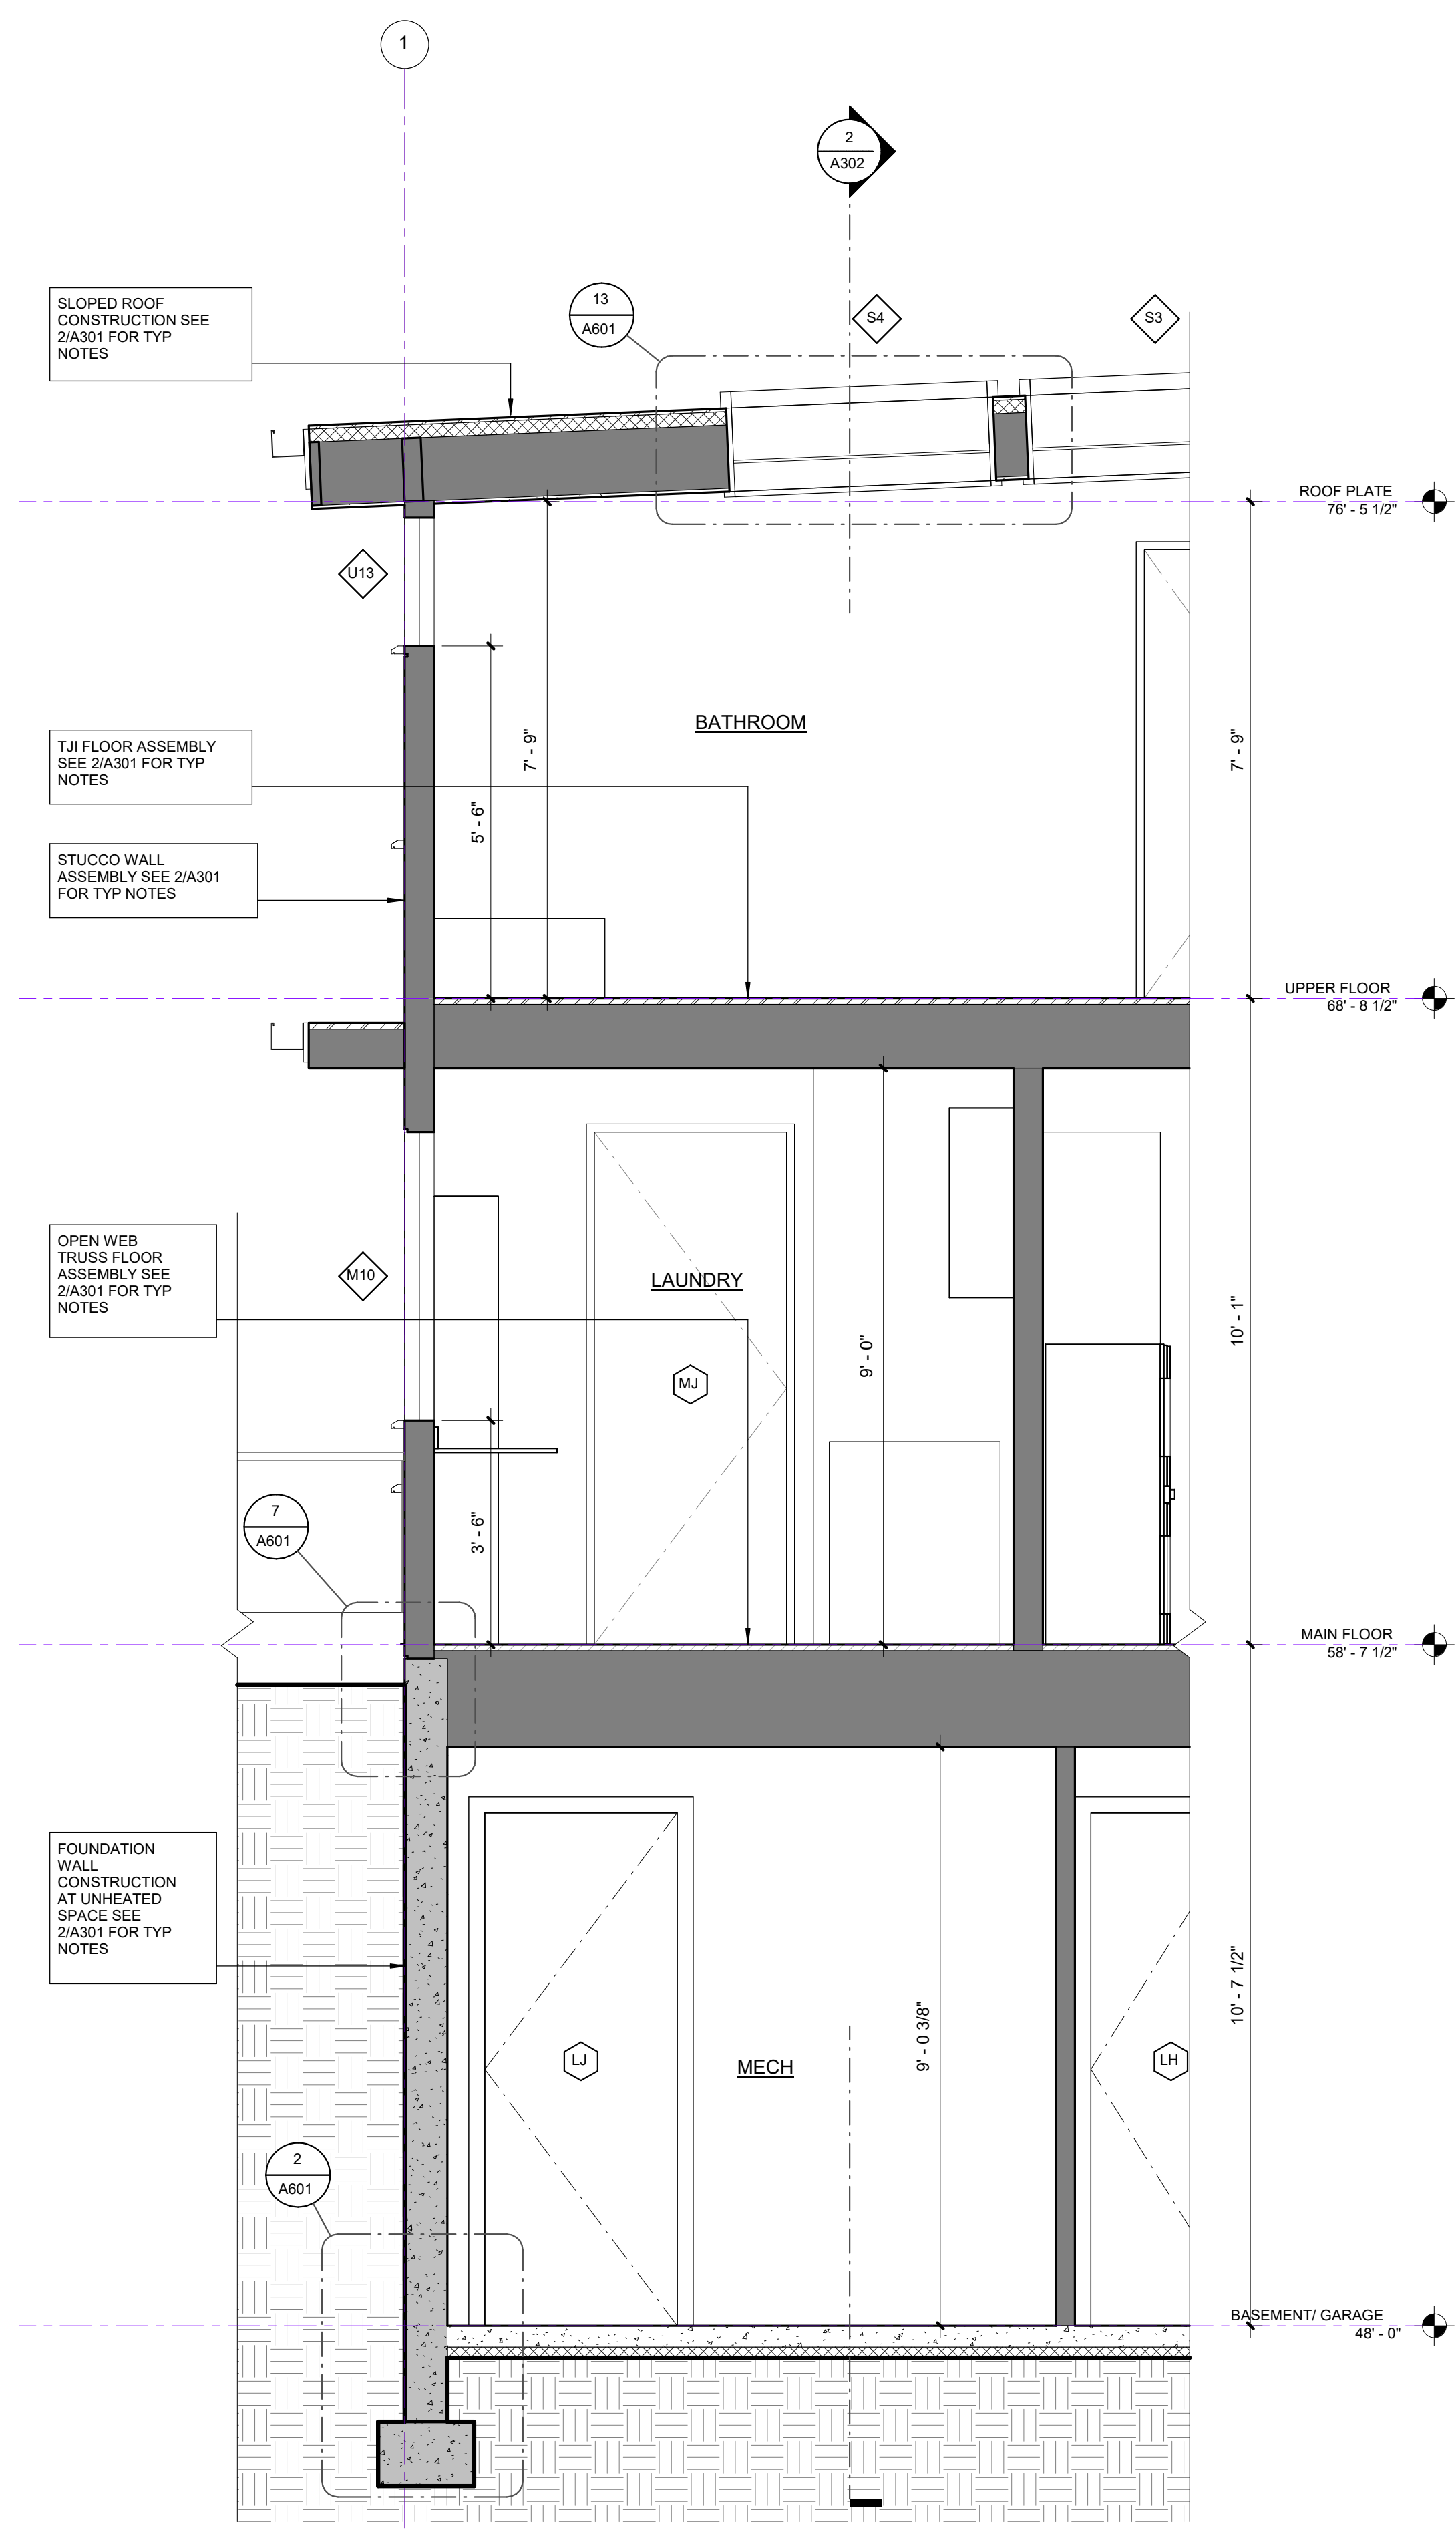 1
2
A302
13
A601
S4
S3
SLOPED ROOF
CONSTRUCTION SEE
2/A301 FOR TYP
NOTES
ROOF PLATE
76' - 5 1/2"
U13
BATHROOM
TJI FLOOR ASSEMBLY
SEE 2/A301 FOR TYP
NOTES
7' - 9"
7' - 9"
5' - 6"
STUCCO WALL
ASSEMBLY SEE 2/A301
FOR TYP NOTES
UPPER FLOOR
68' - 8 1/2"
OPEN WEB
TRUSS FLOOR
ASSEMBLY SEE
2/A301 FOR TYP
NOTES
M10
LAUNDRY
MJ
9' - 0"
10' - 1"
3' - 6"
7
A601
MAIN FLOOR
58' - 7 1/2"
FOUNDATION
WALL
CONSTRUCTION
AT UNHEATED
SPACE SEE
2/A301 FOR TYP
NOTES
LJ
MECH
9' - 0 3/8"
LH
10' - 7 1/2"
2
A601
BASEMENT/ GARAGE
48' - 0"